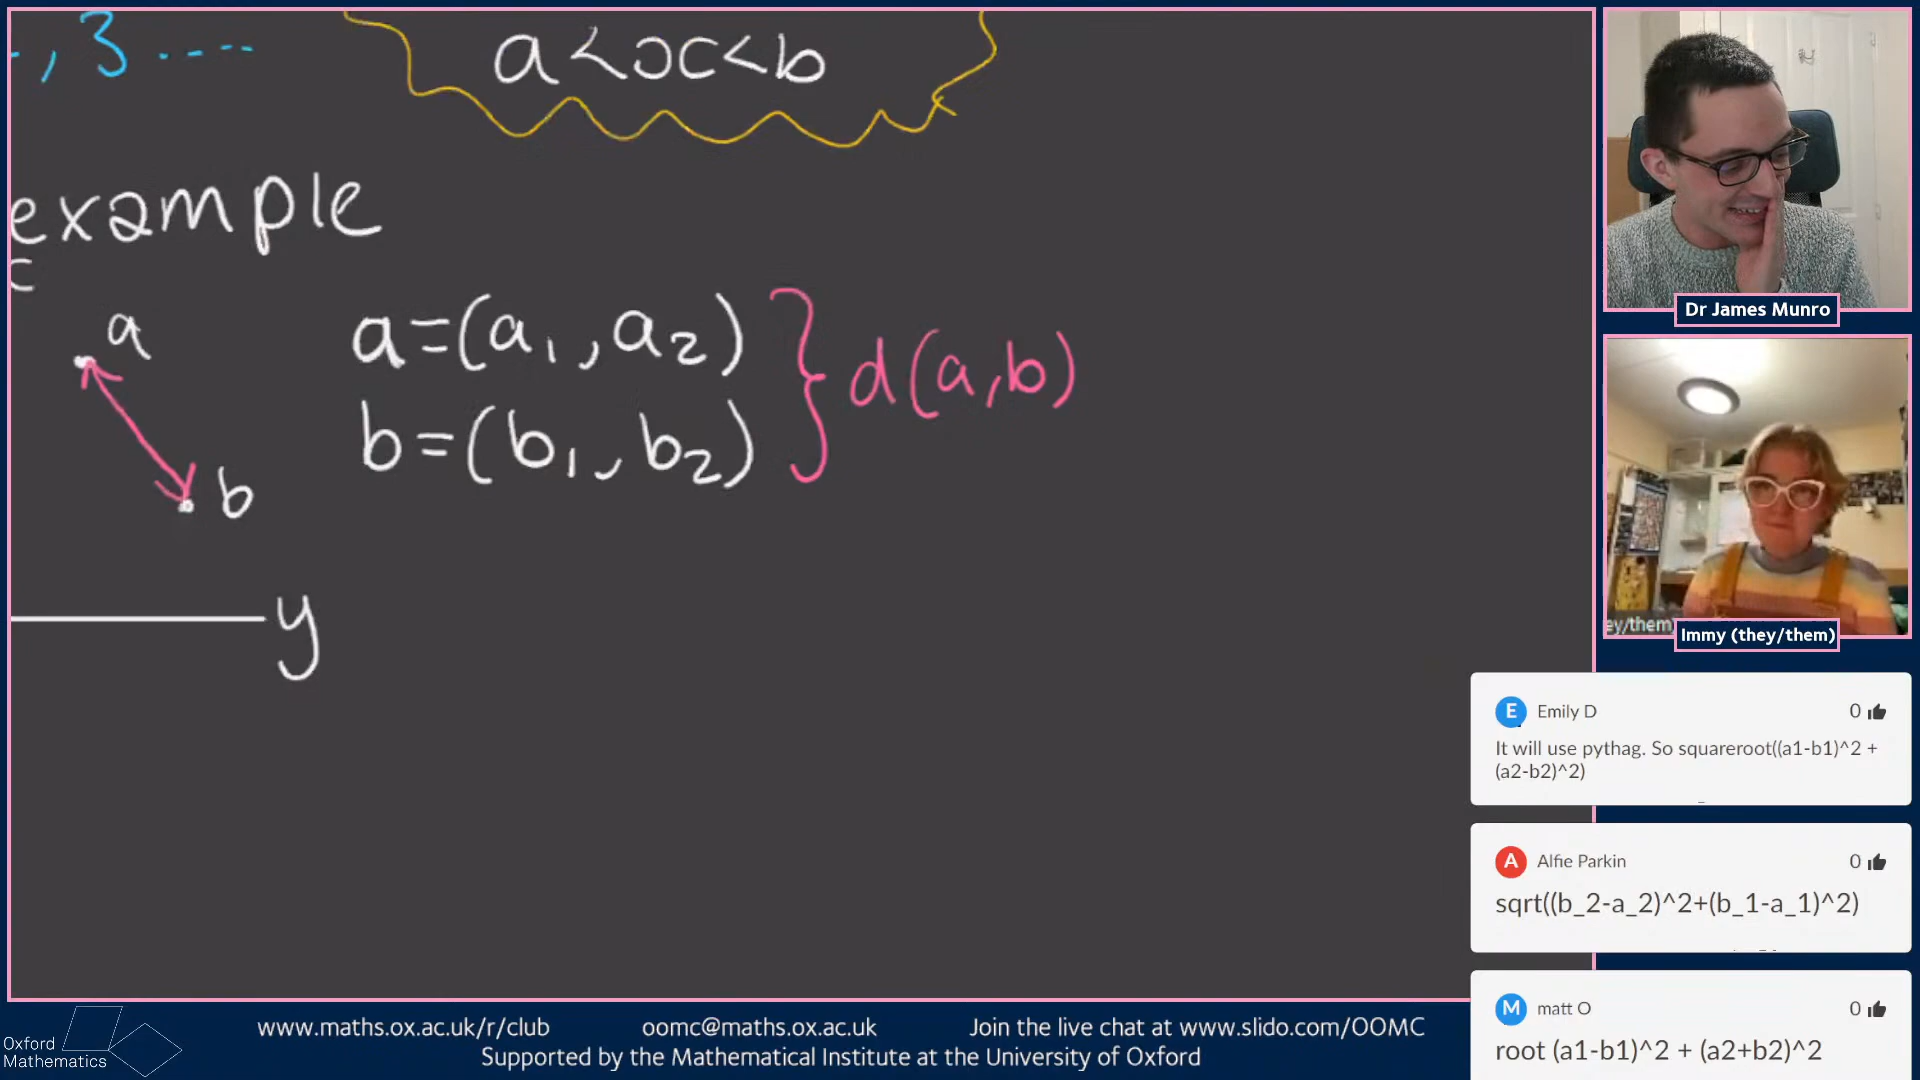 -, 3 ....
a<x<b
example
c
a
a=(a₁,a₂)
b=(b₁,b₂)
d(a,b)
b
y
Dr James Munro
ey/them)
Immy (they/them)
E Emily D 0
It will use pythag. So squareroot((a1-b1)^2 +
(a2-b2)^2)
A Alfie Parkin 0
sqrt((b_2-a_2)^2+(b_1-a_1)^2)
M matt O 0
root (a1-b1)^2 + (a2+b2)^2
Oxford
Mathematics
www.maths.ox.ac.uk/r/club oomc@maths.ox.ac.uk Join the live chat at www.slido.com/OOMC
Supported by the Mathematical Institute at the University of Oxford